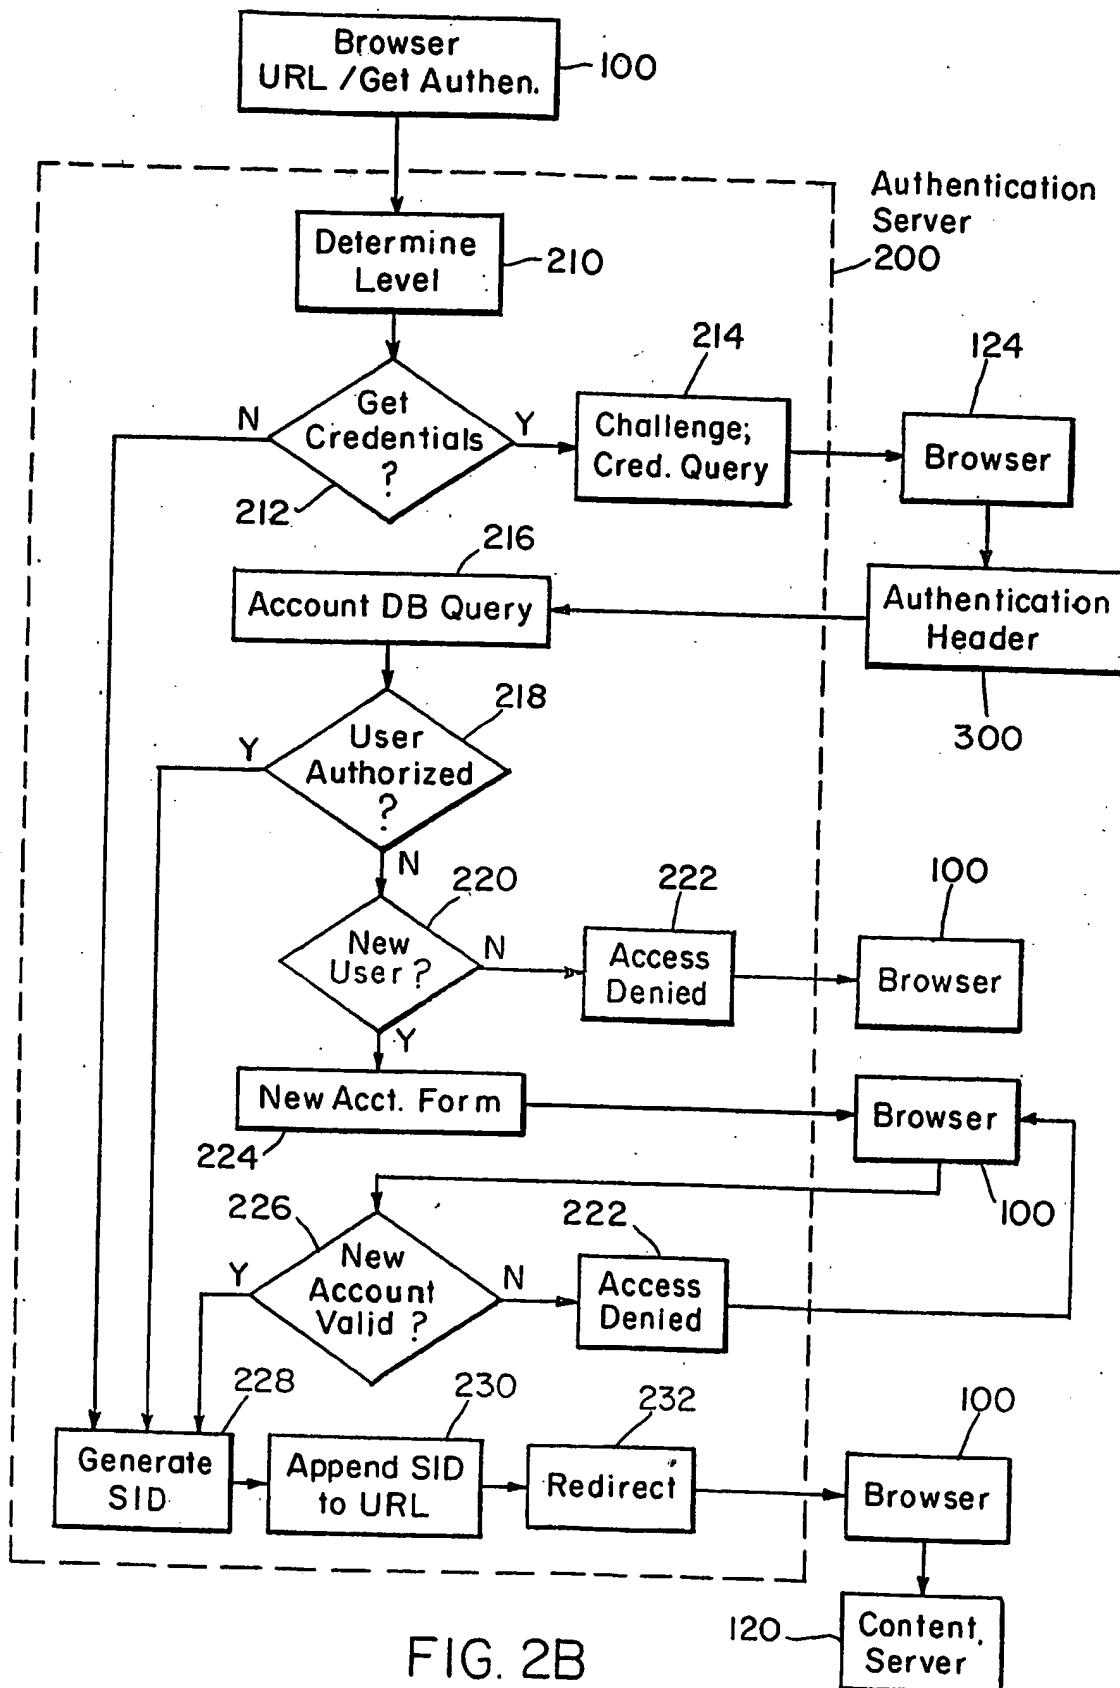 Browser
URL /Get Authen.
100
Authentication
Server
200
Determine
Level
210
214
124
N
Get
Credentials
?
Y
212
Challenge;
Cred. Query
Browser
216
Account DB Query
Authentication
Header
300
218
Y
User
Authorized
?
N
220
222
100
New
User ?
N
Access
Denied
Browser
Y
New Acct. Form
224
Browser
100
226
222
Y
New
Account
Valid ?
N
Access
Denied
228
230
232
100
Generate
SID
Append SID
to URL
Redirect
Browser
120
Content
Server
FIG. 2B